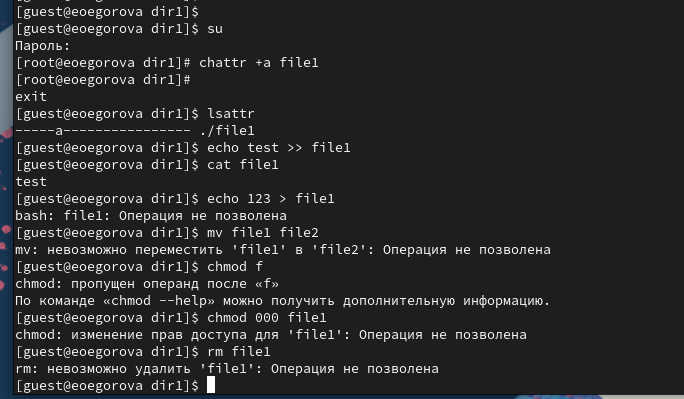 [guest@eoegorova dir1]$
[guest@eoegorova dir1]$ su
Пароль:
[root@eoegorova dir1]# chattr +a file1
[root@eoegorova dir1]#
exit
[guest@eoegorova dir1]$ lsattr
-----a---------------- ./file1
[guest@eoegorova dir1]$ echo test >> file1
[guest@eoegorova dir1]$ cat file1
test
[guest@eoegorova dir1]$ echo 123 > file1
bash: file1: Операция не позволена
[guest@eoegorova dir1]$ mv file1 file2
mv: невозможно переместить 'file1' в 'file2': Операция не позволена
[guest@eoegorova dir1]$ chmod f
chmod: пропущен операнд после «f»
По команде «chmod --help» можно получить дополнительную информацию.
[guest@eoegorova dir1]$ chmod 000 file1
chmod: изменение прав доступа для 'file1': Операция не позволена
[guest@eoegorova dir1]$ rm file1
rm: невозможно удалить 'file1': Операция не позволена
[guest@eoegorova dir1]$